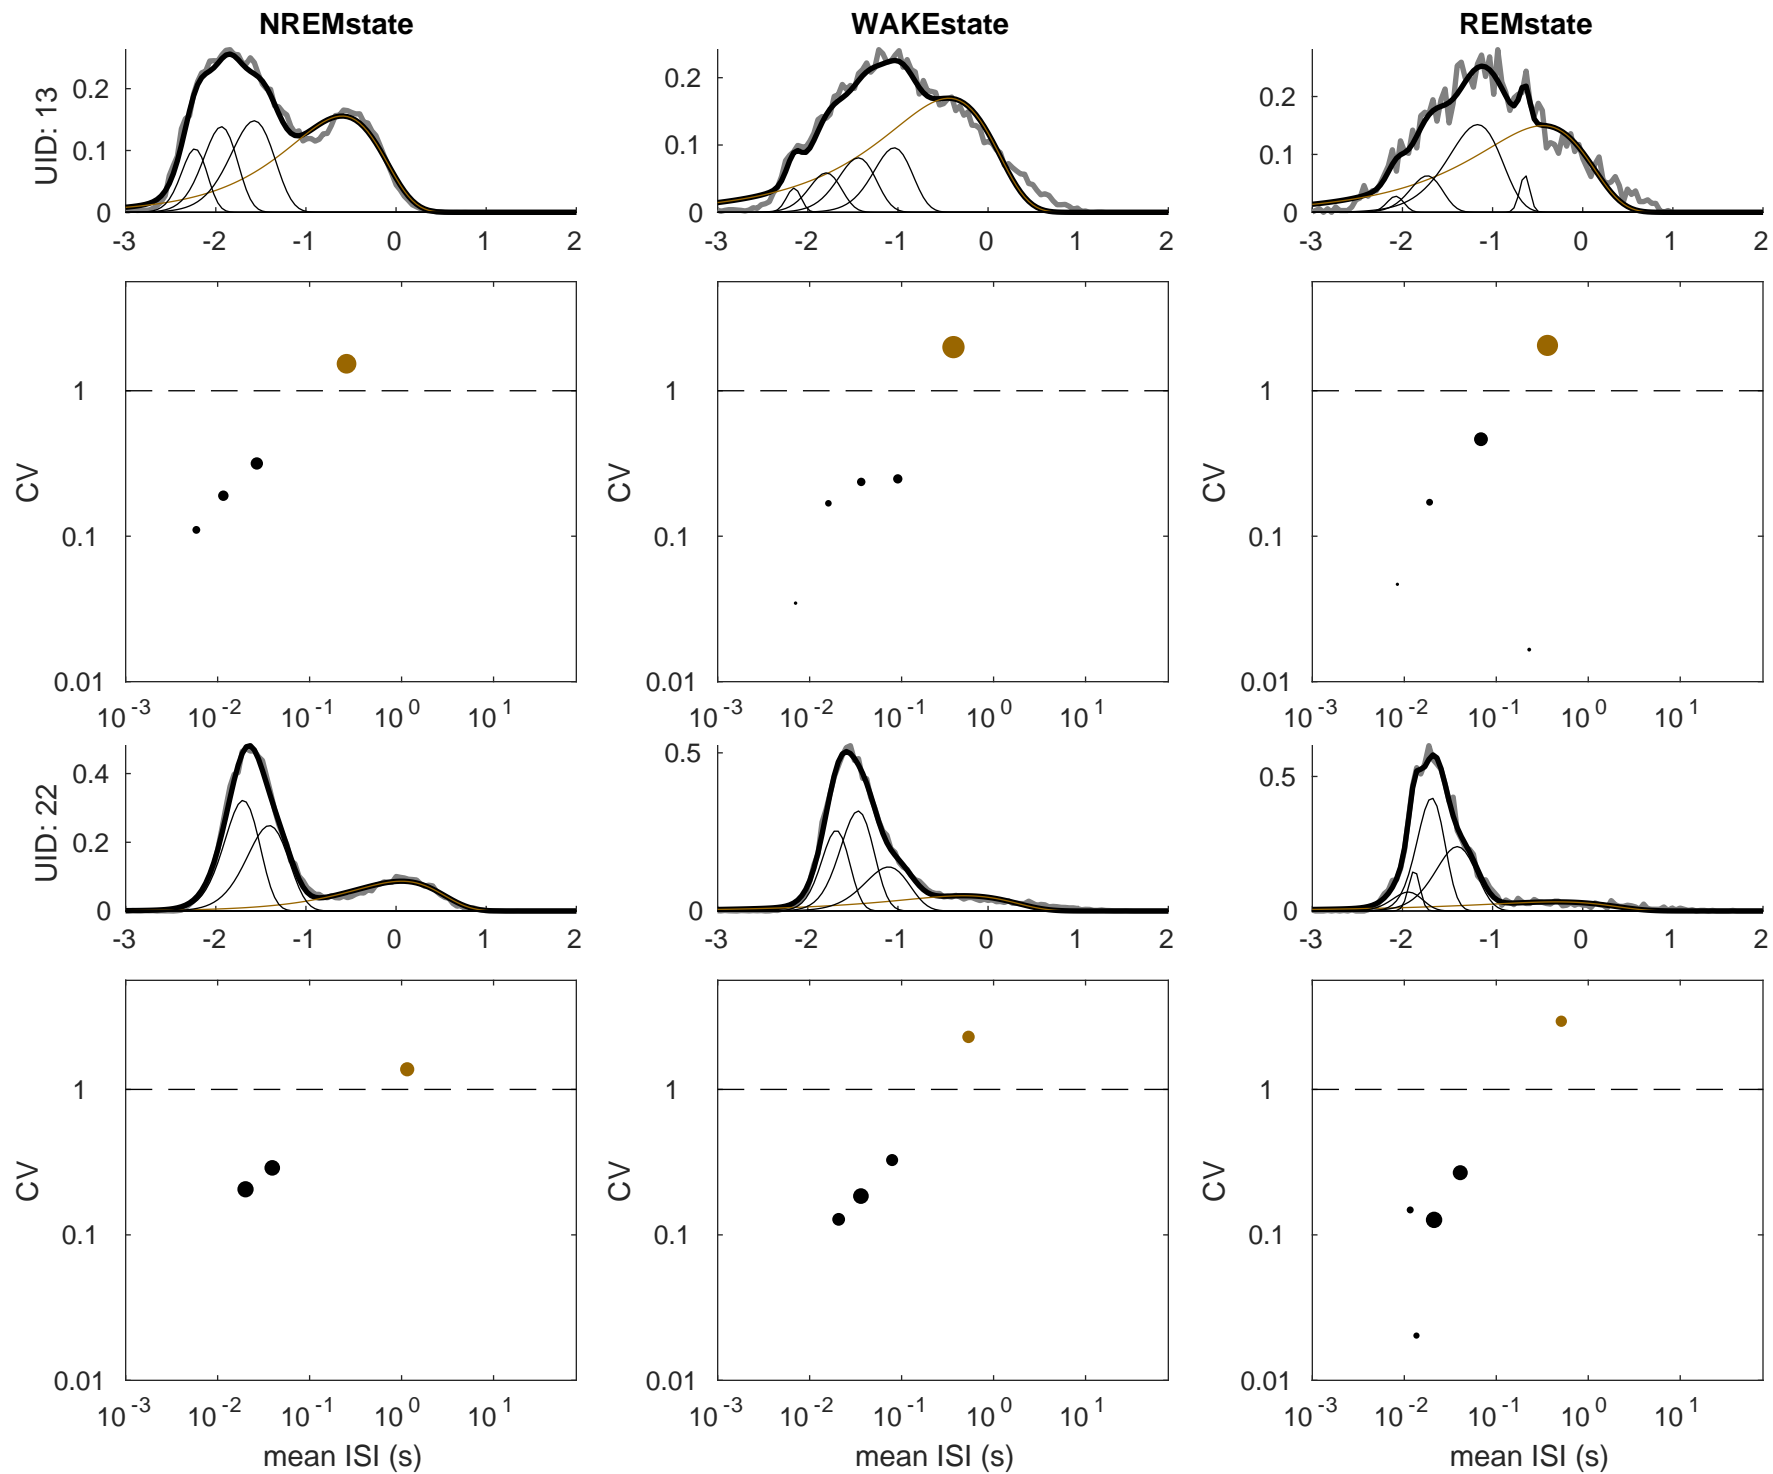 NREMstate WAKEstate REMstate
UID: 13
0.2 0.2 0.2
0.1 0.1 0.1
0 0 0
-3 -2 -1 0 1 2 -3 -2 -1 0 1 2 -3 -2 -1 0 1 2
CV CV CV
1 1 1
0.1 0.1 0.1
0.01 0.01 0.01
10^-3 10^-2 10^-1 10^0 10^1 10^-3 10^-2 10^-1 10^0 10^1 10^-3 10^-2 10^-1 10^0 10^1
UID: 22
0.4 0.5 0.5
0.2
0 0 0
-3 -2 -1 0 1 2 -3 -2 -1 0 1 2 -3 -2 -1 0 1 2
CV CV CV
1 1 1
0.1 0.1 0.1
0.01 0.01 0.01
10^-3 10^-2 10^-1 10^0 10^1 10^-3 10^-2 10^-1 10^0 10^1 10^-3 10^-2 10^-1 10^0 10^1
mean ISI (s) mean ISI (s) mean ISI (s)